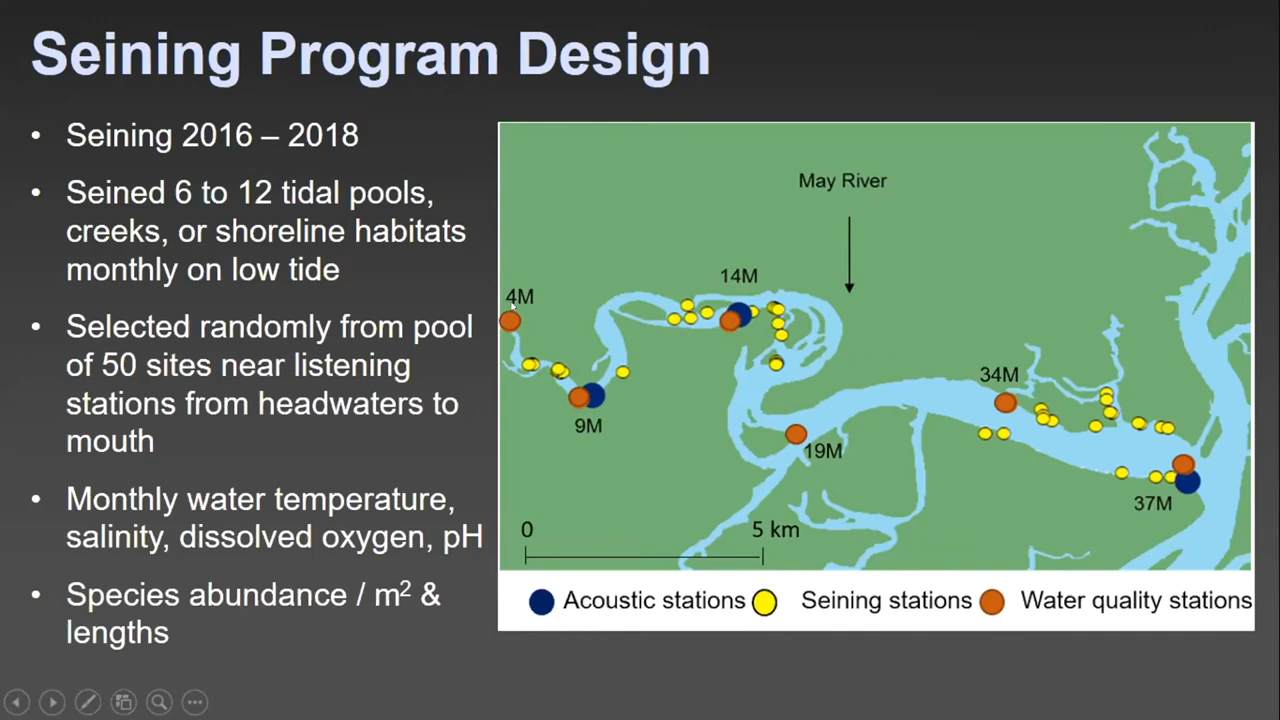 Seining Program Design
• Seining 2016 – 2018
• Seined 6 to 12 tidal pools,
creeks, or shoreline habitats
monthly on low tide
• Selected randomly from pool
of 50 sites near listening
stations from headwaters to
mouth
• Monthly water temperature,
salinity, dissolved oxygen, pH
• Species abundance / m² &
lengths
May River
14M
4M
34M
9M
19M
37M
0 5 km
Acoustic stations Seining stations Water quality stations